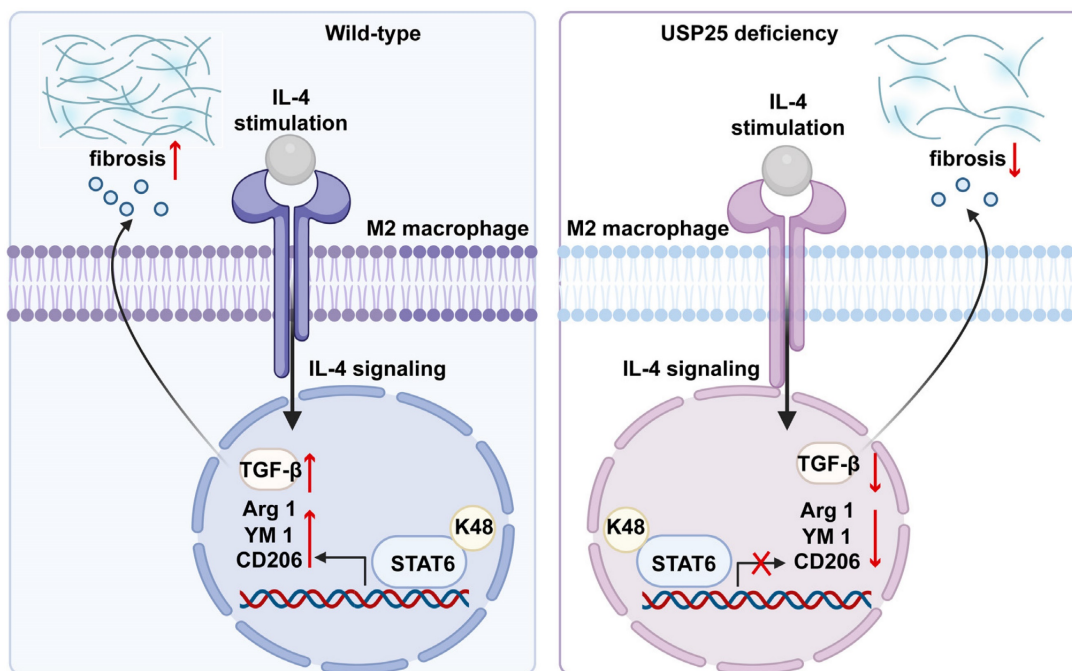 Wild-type
IL-4
stimulation
fibrosis
M2 macrophage
IL-4 signaling
TGF-β
Arg 1
YM 1
CD206
K48
STAT6
USP25 deficiency
IL-4
stimulation
fibrosis
M2 macrophage
IL-4 signaling
TGF-β
Arg 1
YM 1
CD206
K48
STAT6